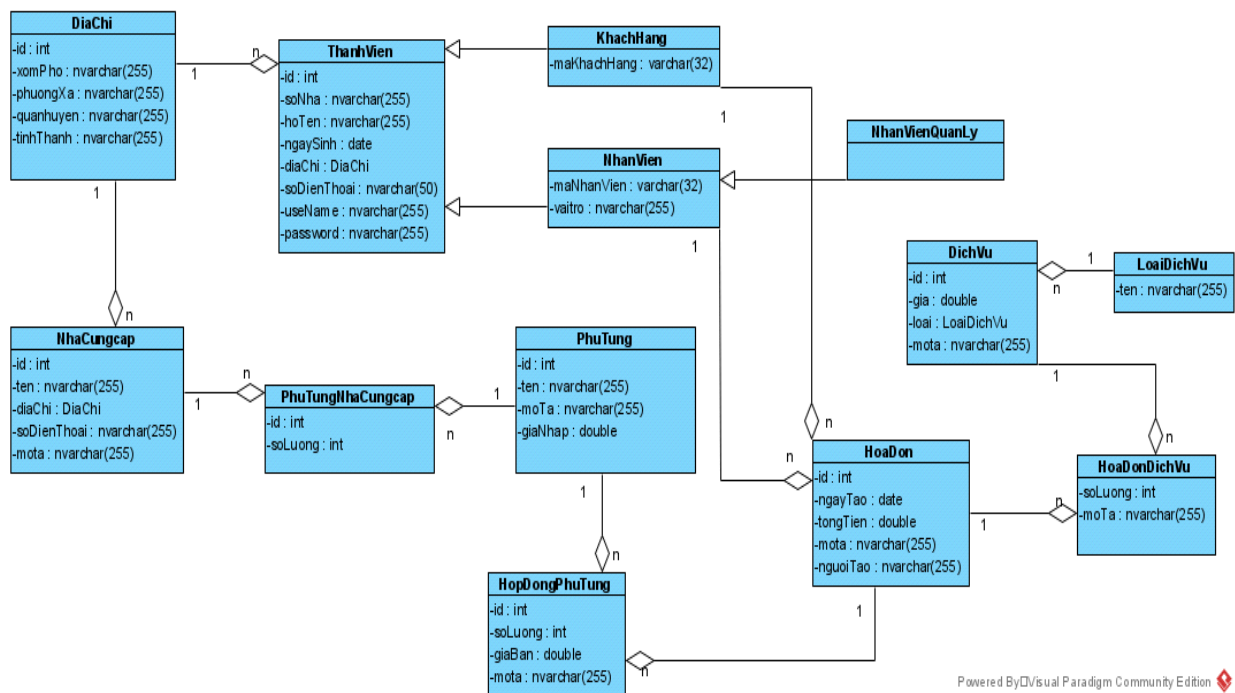 DiaChi
-id : int
-xomPho : nvarchar(255)
-phuongXa : nvarchar(255)
-quanhuyen : nvarchar(255)
-tinhThanh : nvarchar(255)
1
n
ThanhVien
-id : int
-soNha : nvarchar(255)
-hoTen : nvarchar(255)
-ngaySinh : date
-diaChi : DiaChi
-soDienThoai : nvarchar(50)
-useName : nvarchar(255)
-password : nvarchar(255)
KhachHang
-maKhachHang : varchar(32)
1
NhanVienQuanLy
NhanVien
-maNhanVien : varchar(32)
-vaitro : nvarchar(255)
1
1
n
DichVu
-id : int
-gia : double
-loai : LoaiDichVu
-mota : nvarchar(255)
n
1
LoaiDichVu
-ten : nvarchar(255)
1
n
NhaCungcap
-id : int
-ten : nvarchar(255)
-diaChi : DiaChi
-soDienThoai : nvarchar(255)
-mota : nvarchar(255)
1
n
PhuTungNhaCungcap
-id : int
-soLuong : int
n
1
PhuTung
-id : int
-ten : nvarchar(255)
-moTa : nvarchar(255)
-giaNhap : double
1
n
n
n
HoaDon
-id : int
-ngayTao : date
-tongTien : double
-mota : nvarchar(255)
-nguoiTao : nvarchar(255)
1
n
HoaDonDichVu
-soLuong : int
-moTa : nvarchar(255)
HopDongPhuTung
-id : int
-soLuong : int
-giaBan : double
-mota : nvarchar(255)
n
1
Powered By Visual Paradigm Community Edition